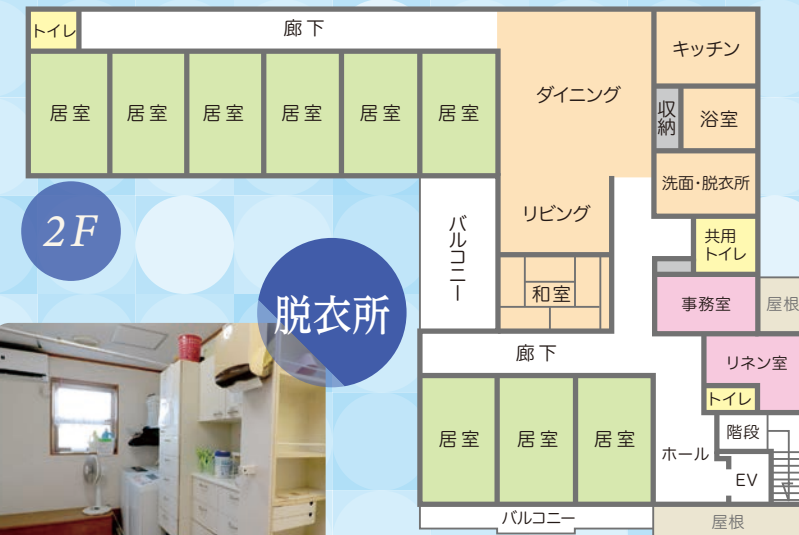 トイレ
廊下
キッチン
居室
居室
居室
居室
居室
居室
ダイニング
収納
浴室
洗面・脱衣所
2F
バルコニー
リビング
共用
トイレ
脱衣所
和室
事務室
屋根
廊下
リネン室
トイレ
居室
居室
居室
ホール
階段
EV
バルコニー
屋根